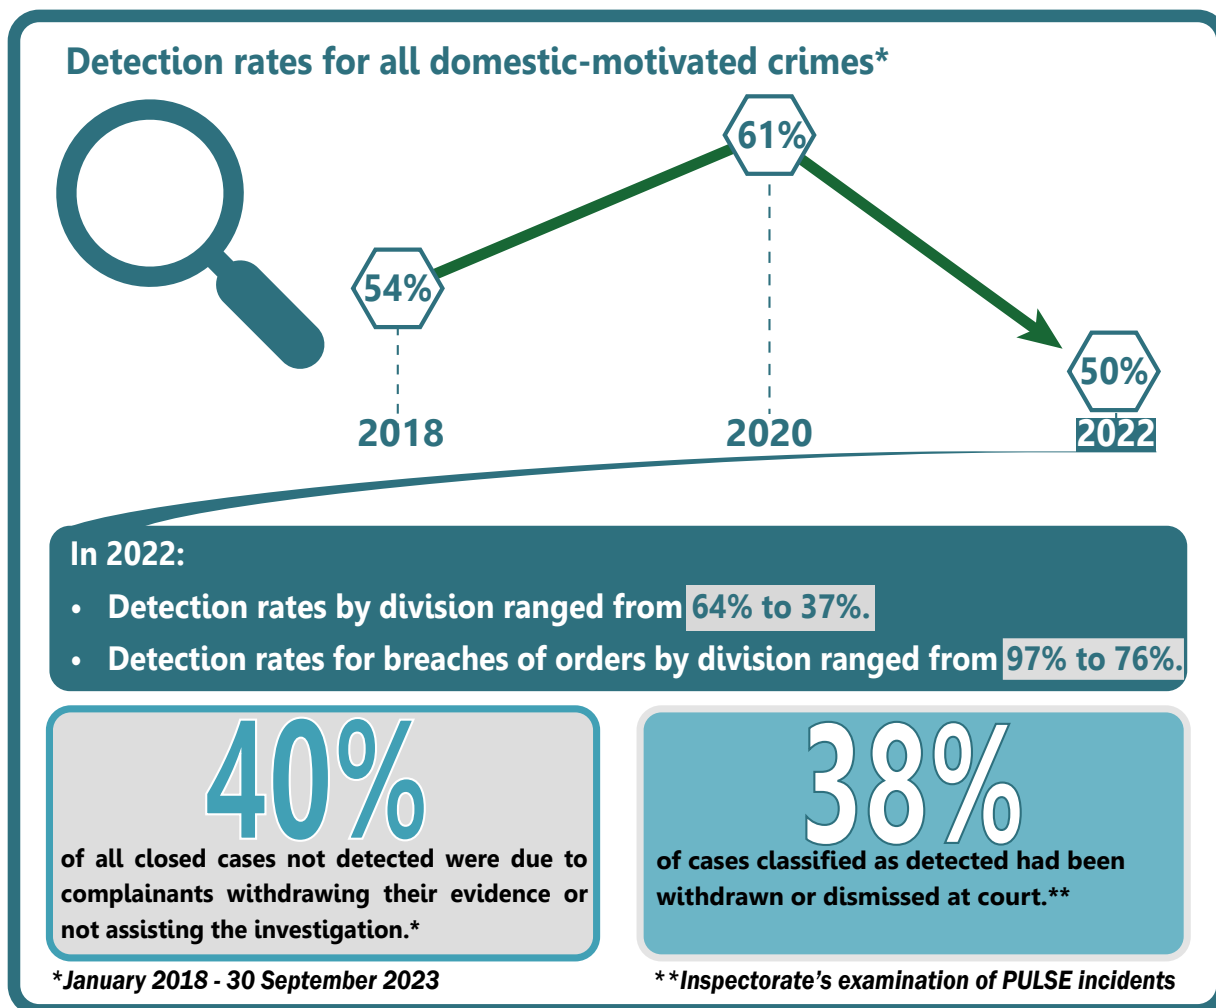 Detection rates for all domestic-motivated crimes*
61%
54%
50%
2018
2020
2022
In 2022:
• Detection rates by division ranged from 64% to 37%.
• Detection rates for breaches of orders by division ranged from 97% to 76%.
40%
of all closed cases not detected were due to
complainants withdrawing their evidence or
not assisting the investigation.*
38%
of cases classified as detected had been
withdrawn or dismissed at court.**
*January 2018 - 30 September 2023
**Inspectorate's examination of PULSE incidents